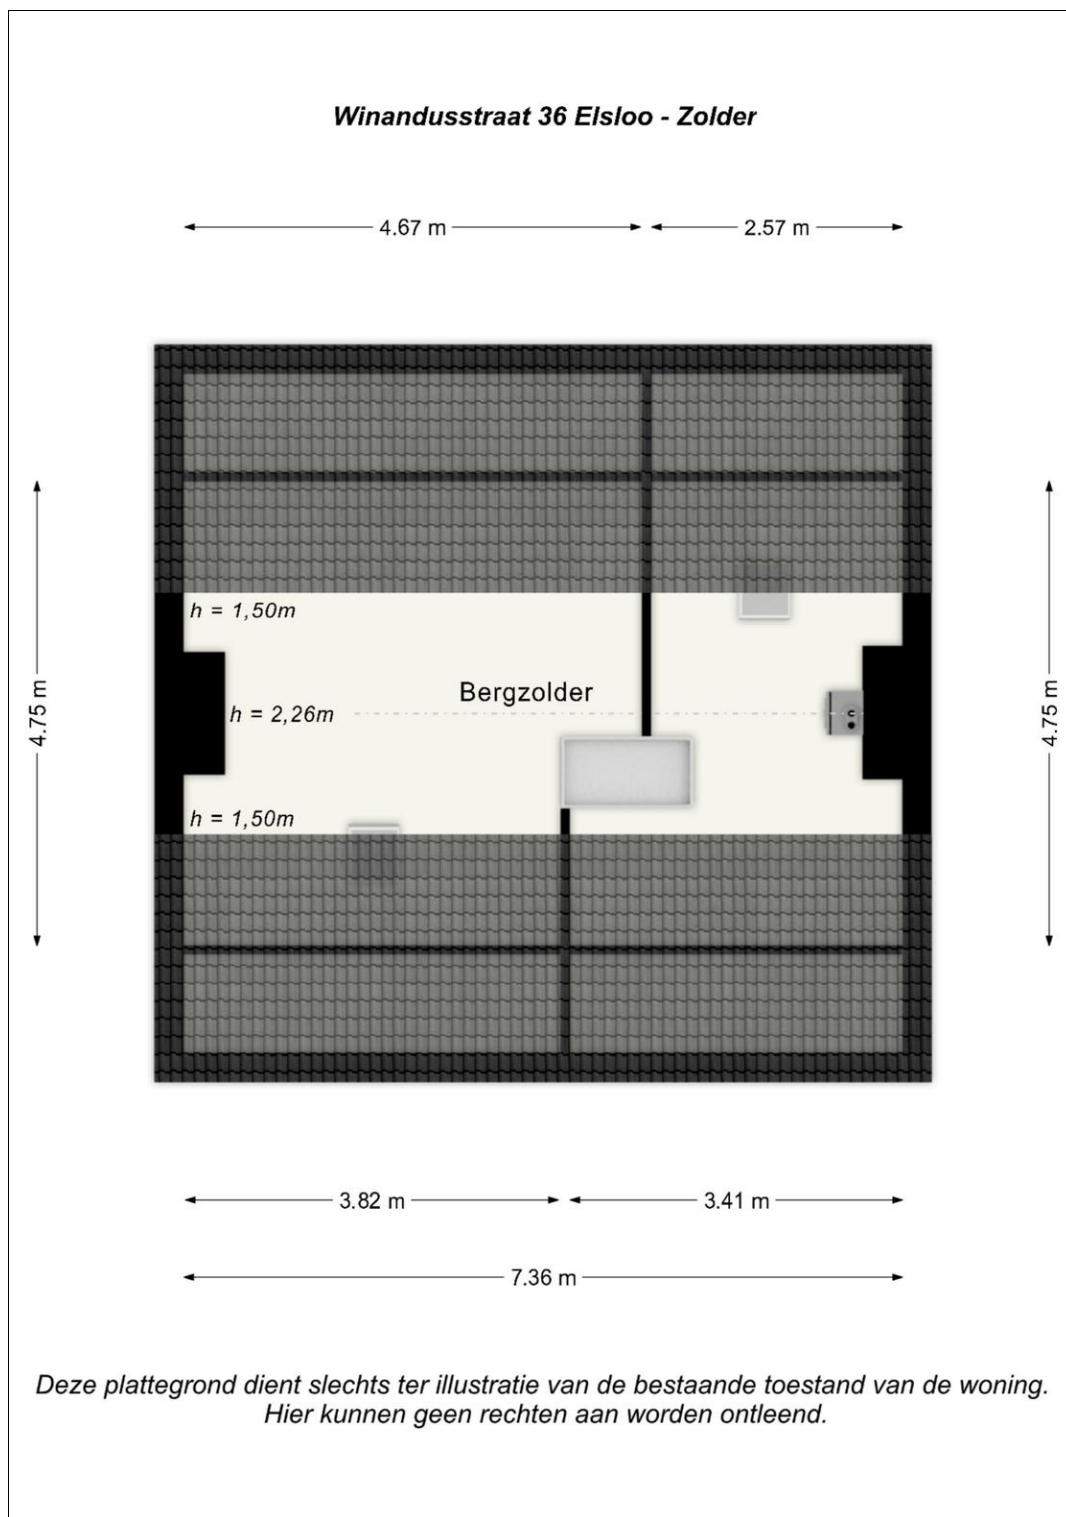 Winandusstraat 36 Elsloo - Zolder
4.67 m
2.57 m
h = 1,50m
Bergzolder
h = 2,26m
4.75 m
4.75 m
h = 1,50m
3.82 m
3.41 m
7.36 m
Deze plattegrond dient slechts ter illustratie van de bestaande toestand van de woning.
Hier kunnen geen rechten aan worden ontleend.